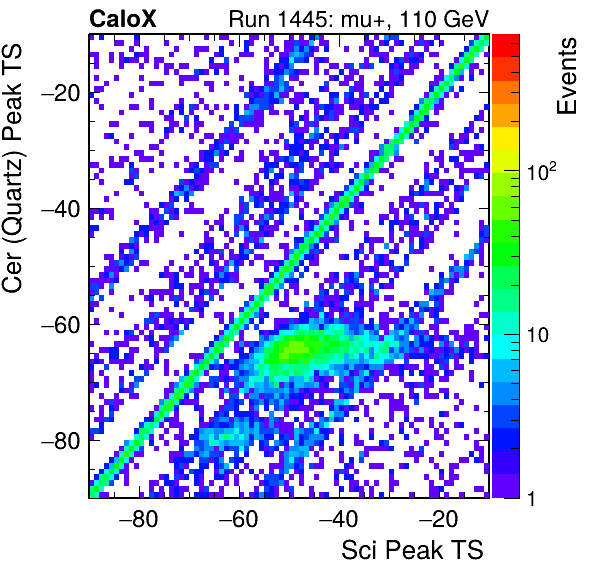 CaloX Run 1445: mu+, 110 GeV
Events
Cer (Quartz) Peak TS
−20
−40
−60
−80
10²
10
1
−80 −60 −40 −20
Sci Peak TS